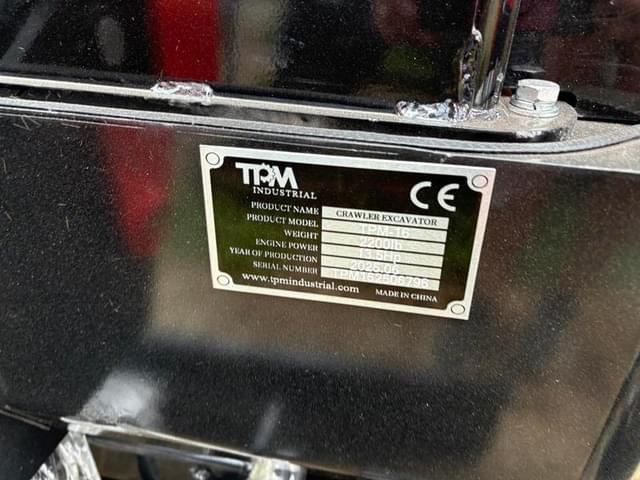 TPM
INDUSTRIAL
CE
PRODUCT NAME CRAWLER EXCAVATOR
PRODUCT MODEL TPM-16
WEIGHT 2200lb
ENGINE POWER 13.5Hp
YEAR OF PRODUCTION 2025.06
SERIAL NUMBER TPM162506796
www.tpmindustrial.com
MADE IN CHINA